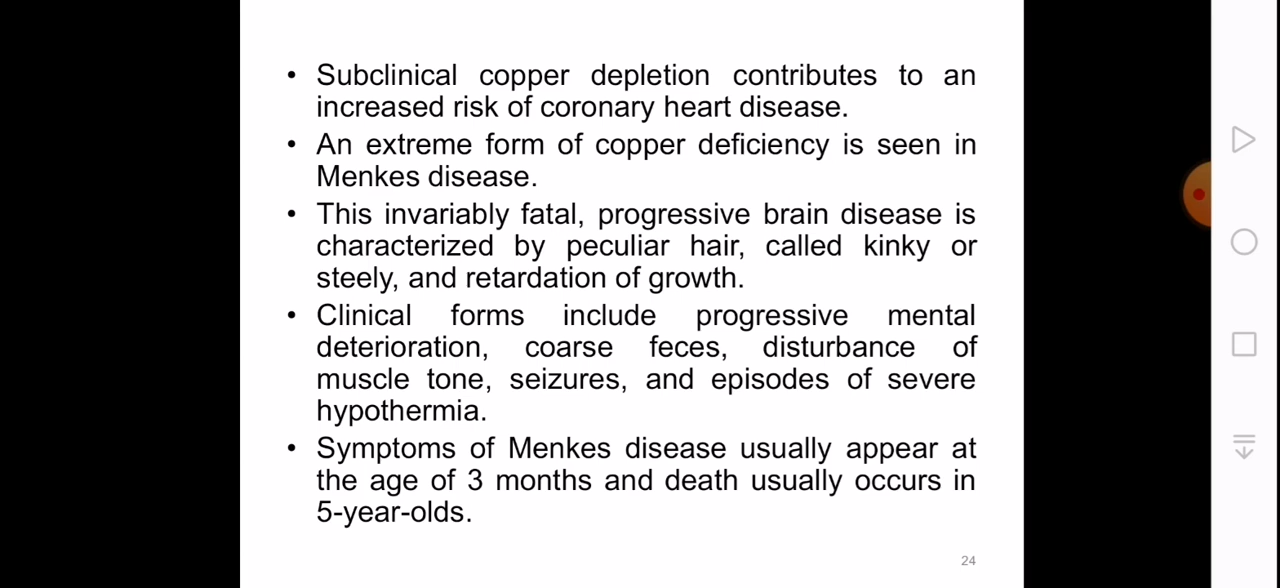 • Subclinical copper depletion contributes to an
increased risk of coronary heart disease.
• An extreme form of copper deficiency is seen in
Menkes disease.
• This invariably fatal, progressive brain disease is
characterized by peculiar hair, called kinky or
steely, and retardation of growth.
• Clinical forms include progressive mental
deterioration, coarse feces, disturbance of
muscle tone, seizures, and episodes of severe
hypothermia.
• Symptoms of Menkes disease usually appear at
the age of 3 months and death usually occurs in
5-year-olds.
24